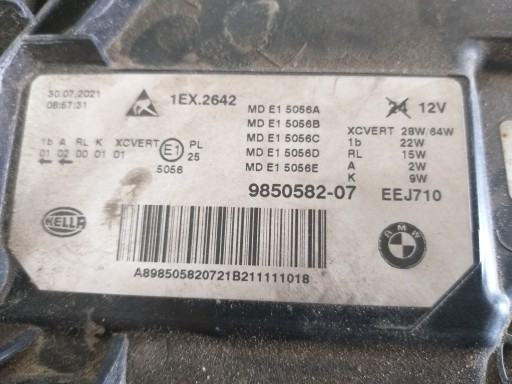 30.07.2021
08:57:31
1EX.2642
MD E1 5056A
MD E1 5056B
MD E1 5056C
MD E1 5056D
MD E1 5056E
24 12V
XCVERT 28W/64W
1b 22W
RL 15W
A 2W
K 9W
1b A RL K XCVERT
01 02 00 01 01
E1
PL
25
5056
9850582-07 EEJ710
HELLA
BMW
A898505820721B211111018